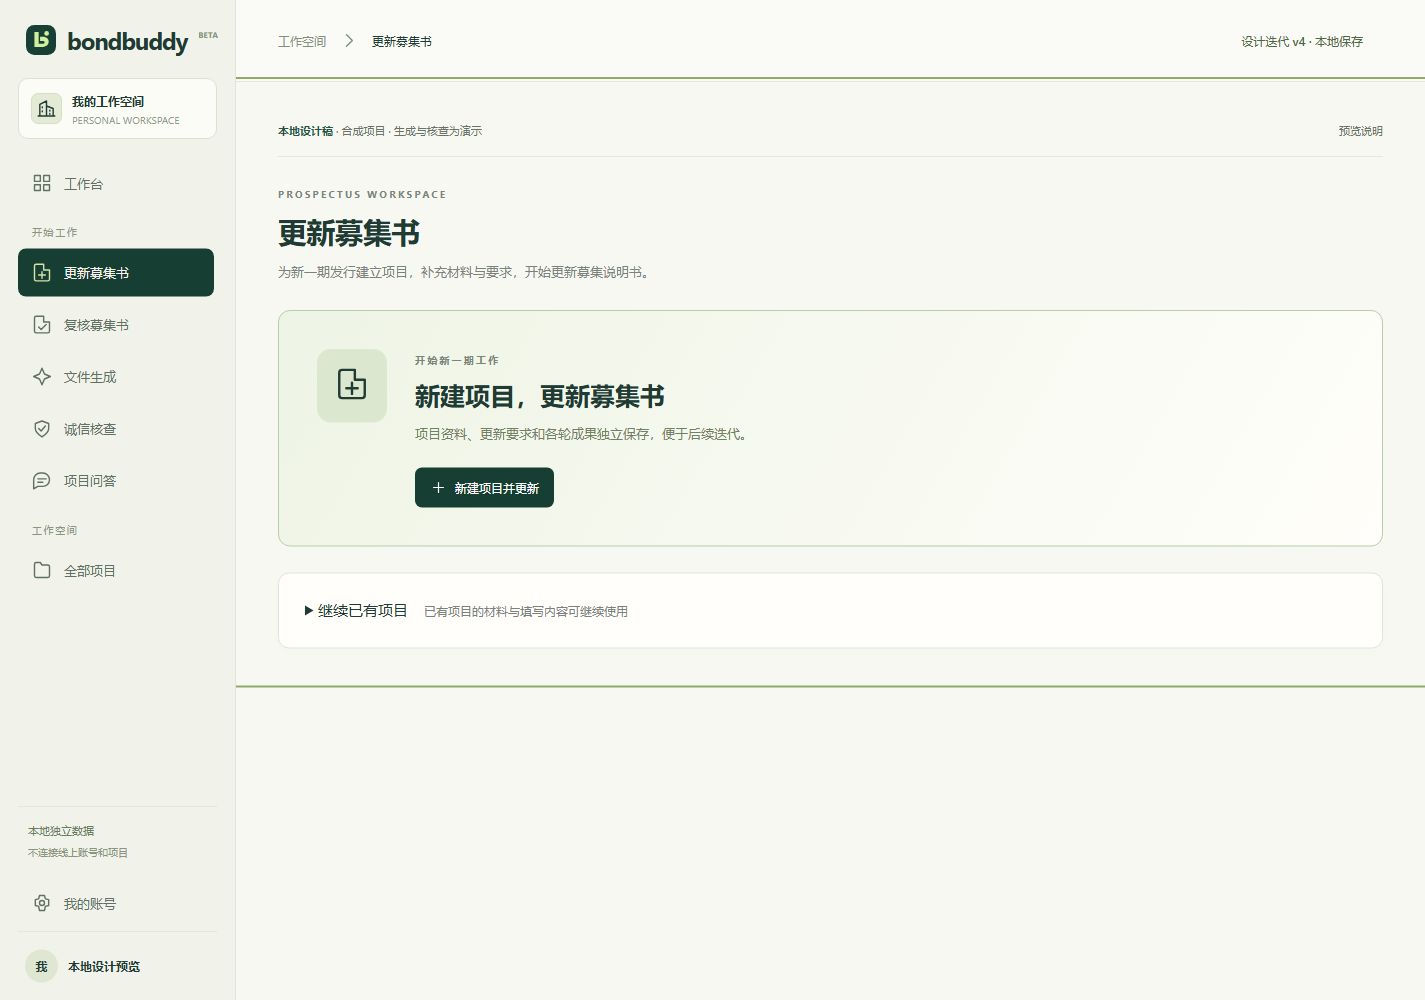 bondbuddy BETA
我的工作空间
PERSONAL WORKSPACE
工作台
开始工作
更新募集书
复核募集书
文件生成
诚信核查
项目问答
工作空间
全部项目
本地独立数据
不连接线上账号和项目
我的账号
我 本地设计预览
工作空间 更新募集书
设计迭代 v4 · 本地保存
本地设计稿 · 合成项目 · 生成与核查为演示
预览说明
PROSPECTUS WORKSPACE
更新募集书
为新一期发行建立项目，补充材料与要求，开始更新募集说明书。
开始新一期工作
新建项目，更新募集书
项目资料、更新要求和各轮成果独立保存，便于后续迭代。
新建项目并更新
继续已有项目 已有项目的材料与填写内容可继续使用